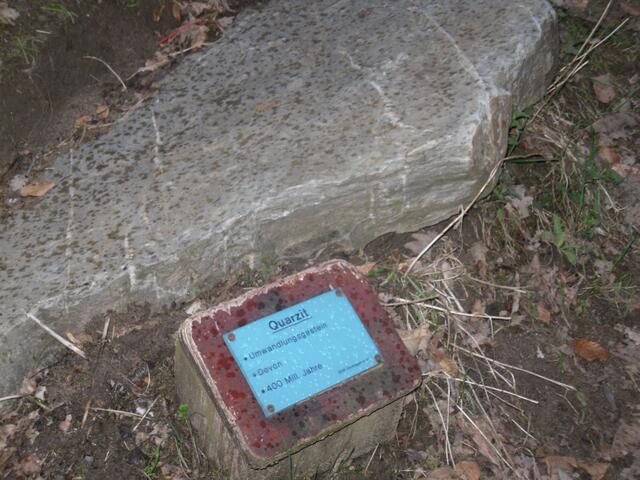 Quarzit
• Umwandlungsgestein
• Devon
• 400 Mill. Jahre